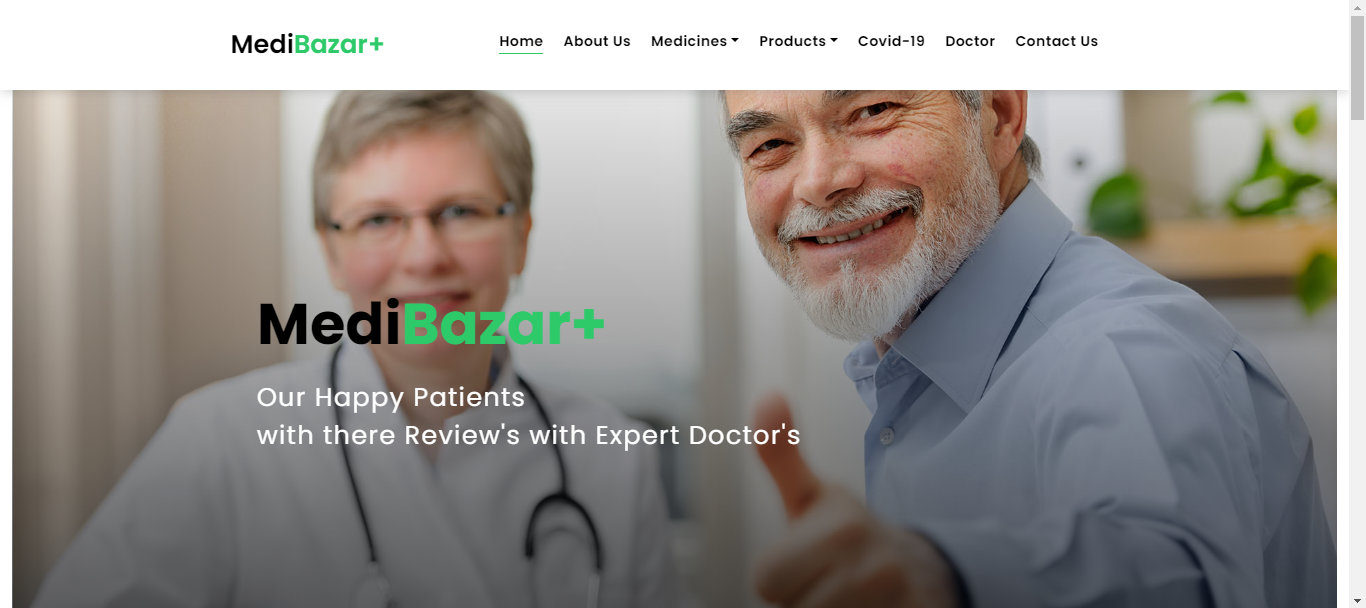 MediBazar+
Home About Us Medicines Products Covid-19 Doctor Contact Us
MediBazar+
Our Happy Patients
with there Review's with Expert Doctor's